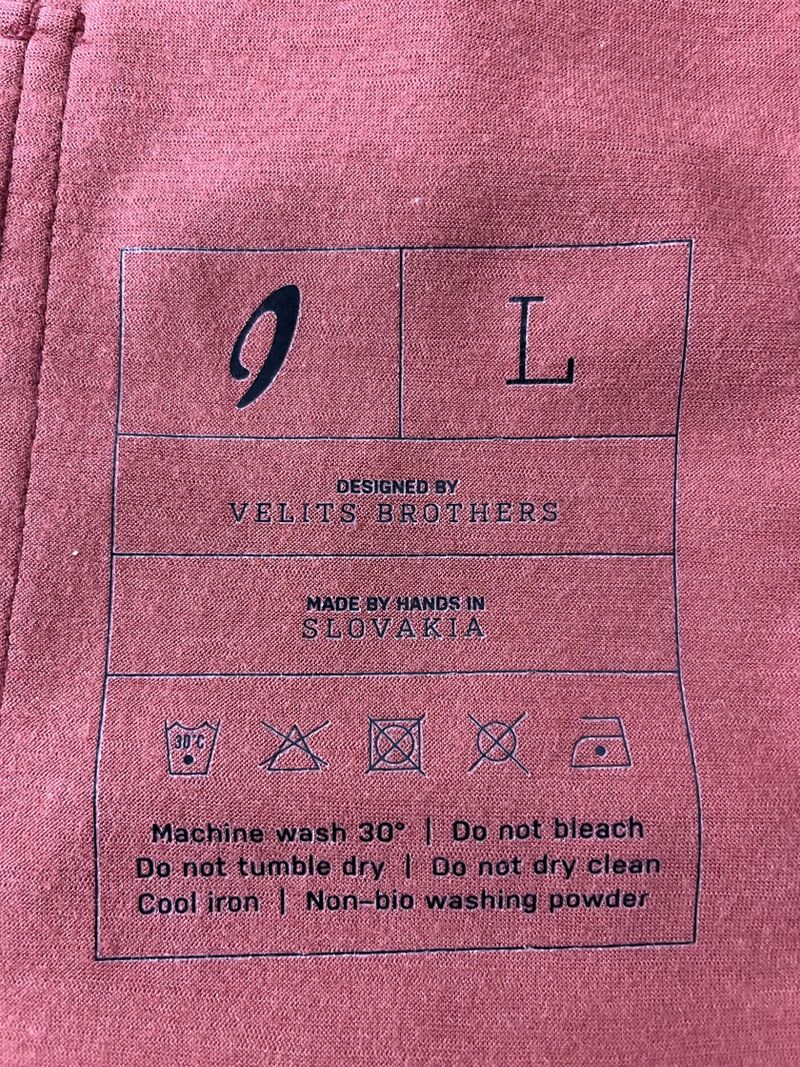 L
DESIGNED BY
VELITS BROTHERS
MADE BY HANDS IN
SLOVAKIA
30°C
Machine wash 30° | Do not bleach
Do not tumble dry | Do not dry clean
Cool iron | Non-bio washing powder